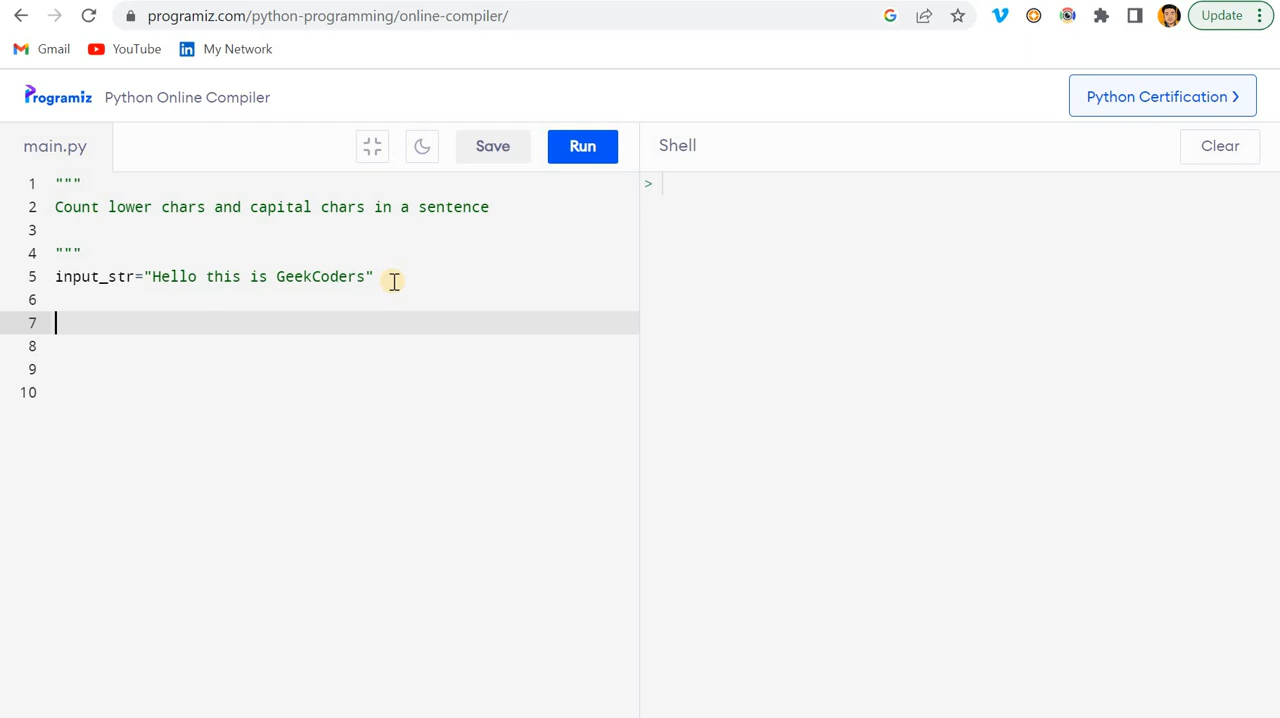 programiz.com/python-programming/online-compiler/
Update
Gmail
YouTube
My Network
Programiz
Python Online Compiler
Python Certification
main.py
Save
Run
Shell
Clear
1 """
2 Count lower chars and capital chars in a sentence
3
4 """
5 input_str="Hello this is GeekCoders"
6
7
8
9
10
>